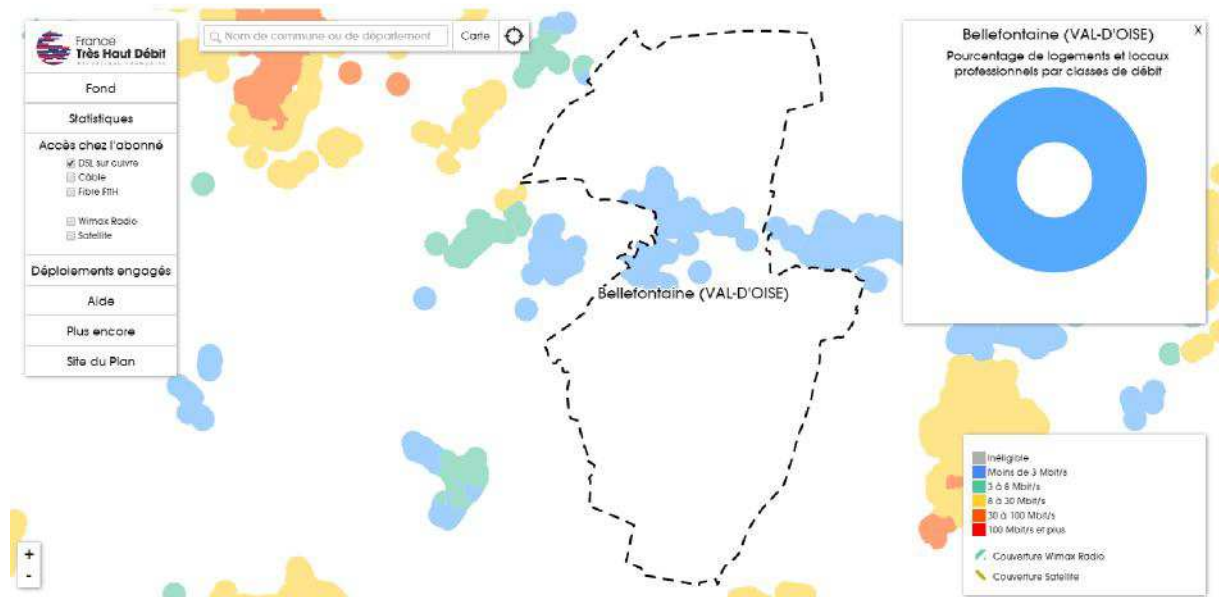 France
Très Haut Débit
Nom de commune ou de département
Carte
Fond
Statistiques
Accès chez l'abonné
DSL sur cuivre
Câble
Fibre FttH
Wimax Radio
Satellite
Déploiements engagés
Aide
Plus encore
Site du Plan
+
-
Bellefontaine (VAL-D'OISE)
Bellefontaine (VAL-D'OISE)
X
Pourcentage de logements et locaux
professionnels par classes de débit
Inéligible
Moins de 3 Mbit/s
3 à 8 Mbit/s
8 à 30 Mbit/s
30 à 100 Mbit/s
100 Mbit/s et plus
Couverture Wimax Radio
Couverture Satellite